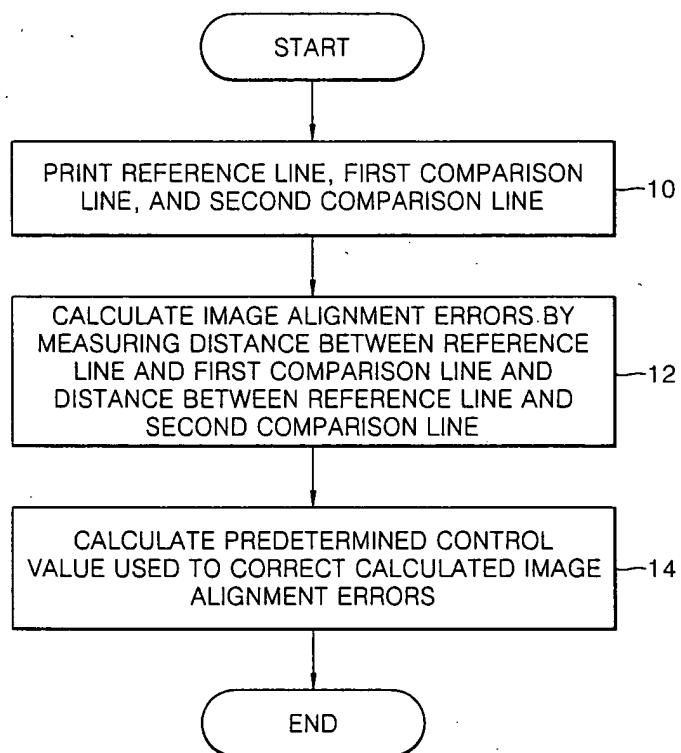 START
PRINT REFERENCE LINE, FIRST COMPARISON
LINE, AND SECOND COMPARISON LINE
10
CALCULATE IMAGE ALIGNMENT ERRORS BY
MEASURING DISTANCE BETWEEN REFERENCE
LINE AND FIRST COMPARISON LINE AND
DISTANCE BETWEEN REFERENCE LINE AND
SECOND COMPARISON LINE
12
CALCULATE PREDETERMINED CONTROL
VALUE USED TO CORRECT CALCULATED IMAGE
ALIGNMENT ERRORS
14
END